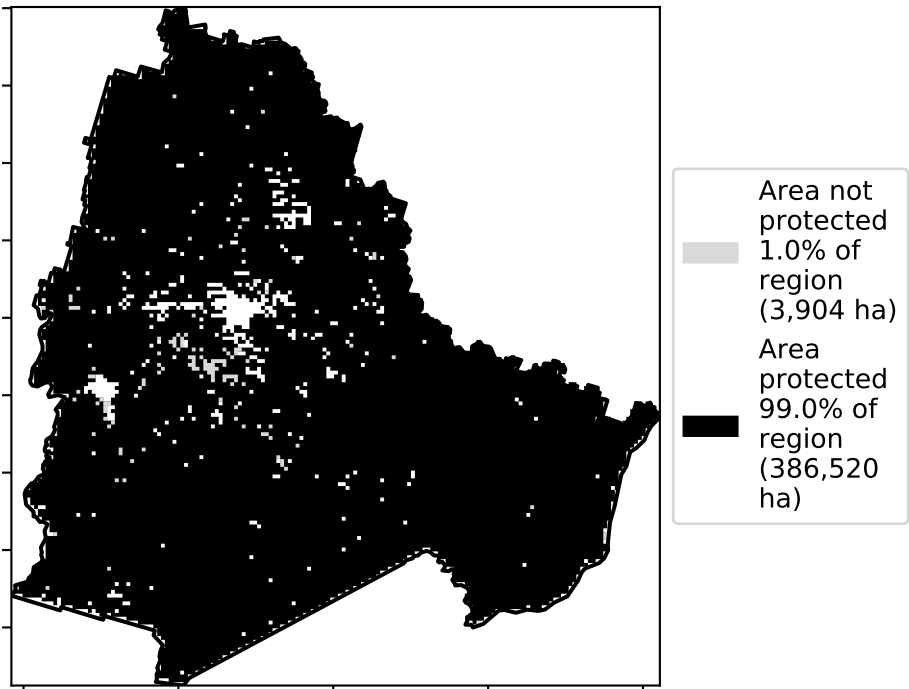 Area not
protected
1.0% of
region
(3,904 ha)
Area
protected
99.0% of
region
(386,520
ha)